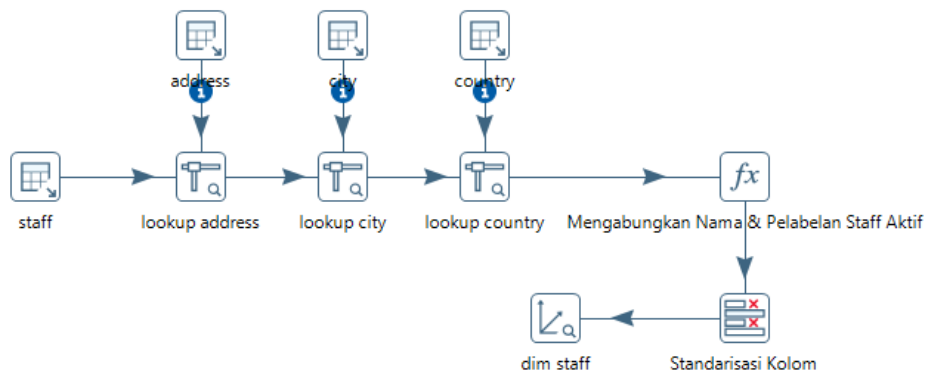 address
city
country
staff
lookup address
lookup city
lookup country
Mengabungkan Nama & Pelabelan Staff Aktif
fx
dim staff
Standarisasi Kolom